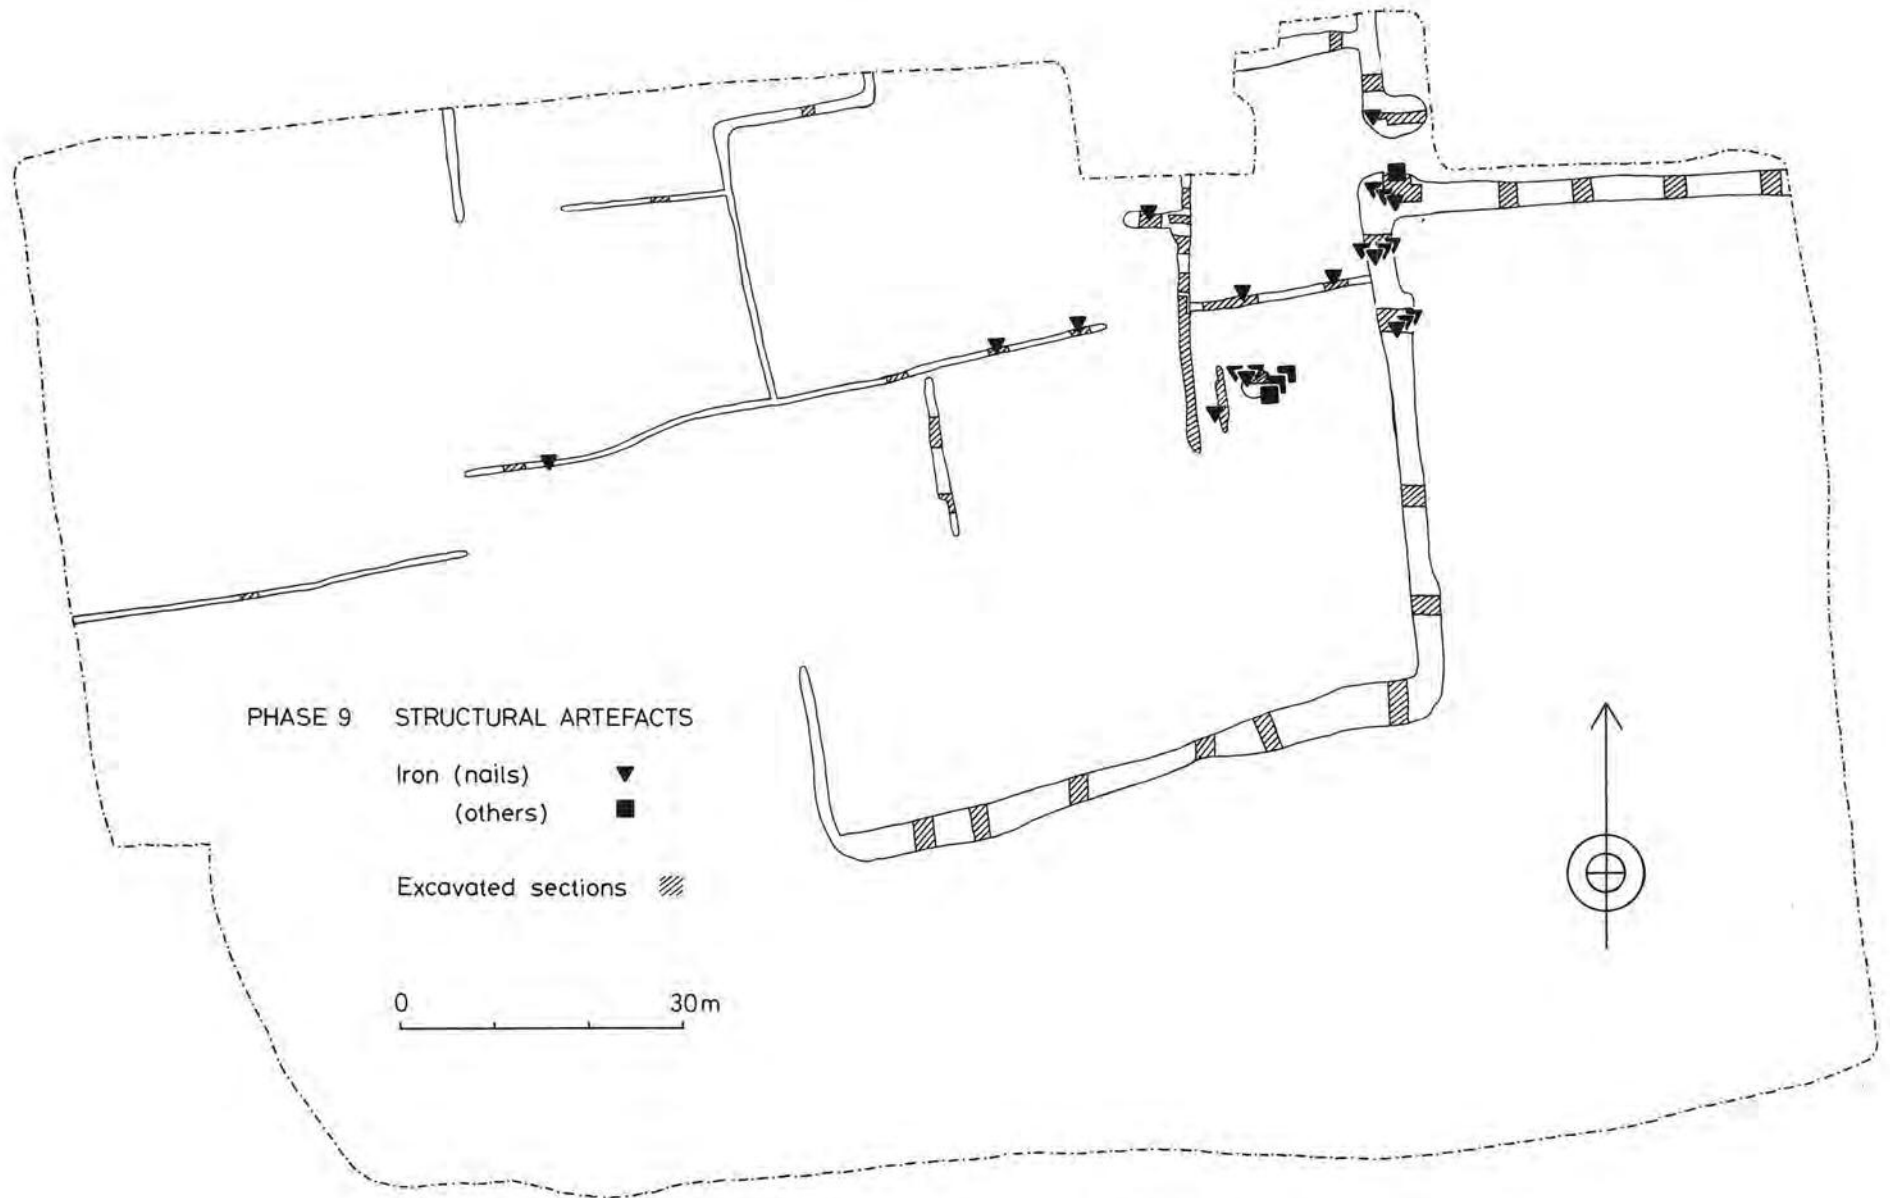 PHASE 9 STRUCTURAL ARTEFACTS
Iron (nails)
(others)
Excavated sections
0 30m